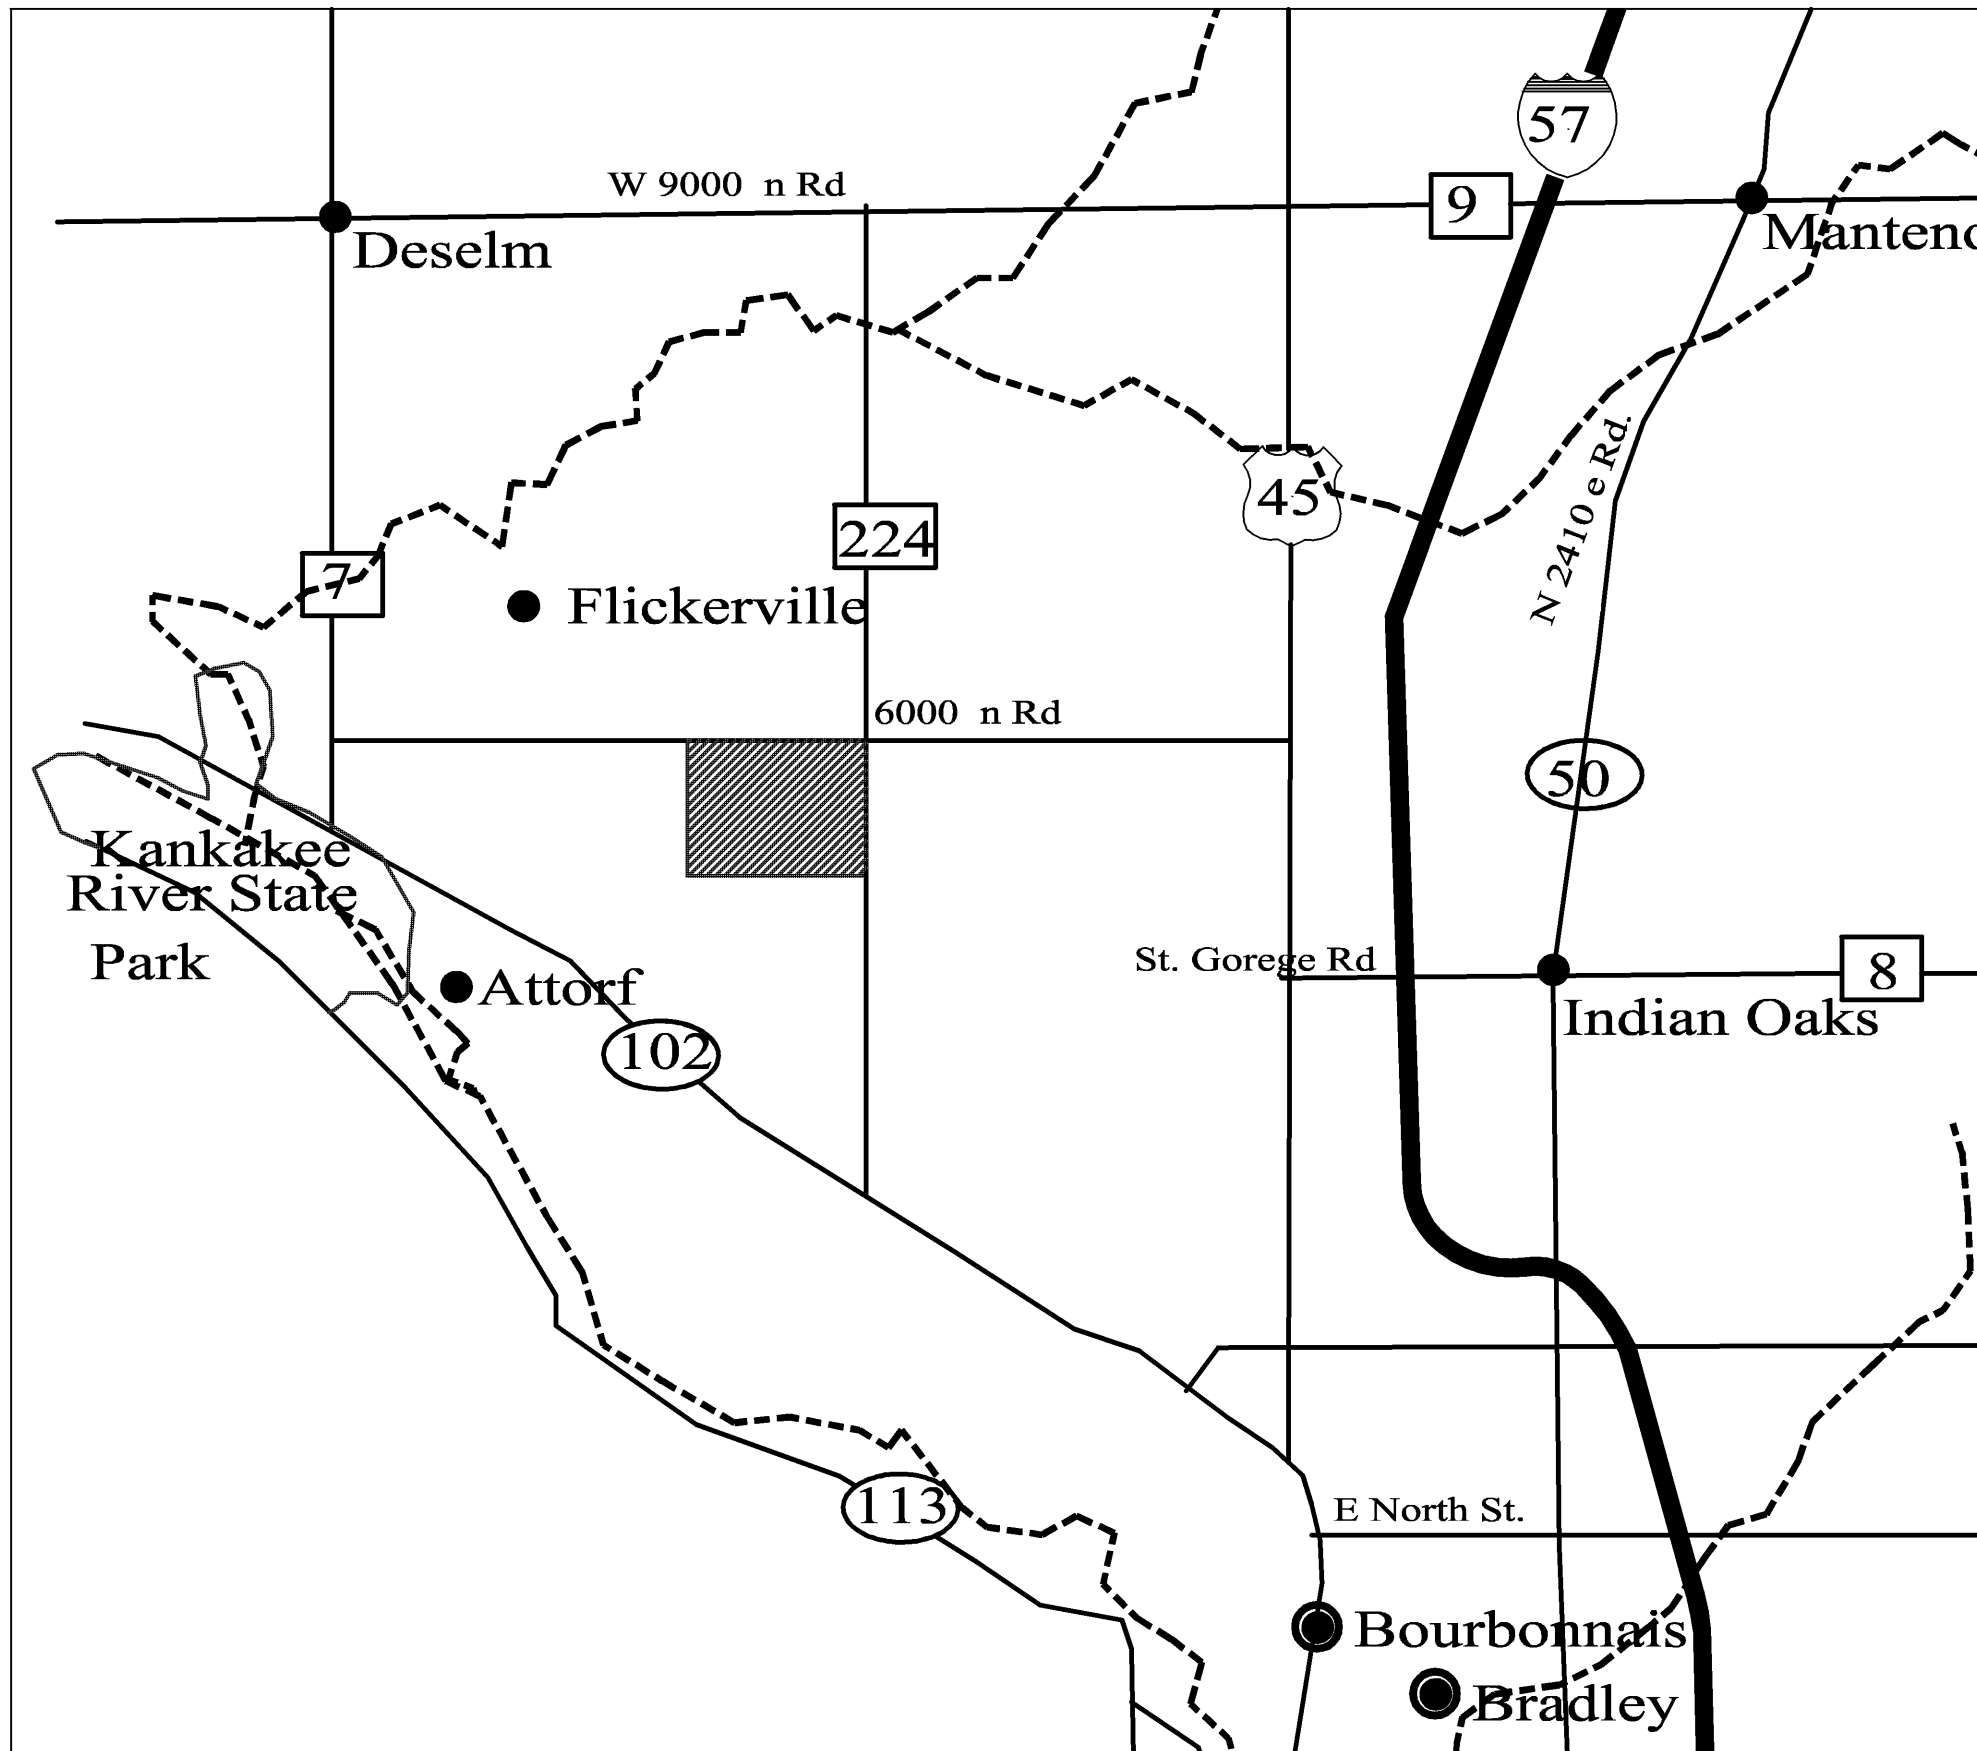 57
W 9000 n Rd
9
Deselm
Manteno
N 2410 e Rd.
45
224
7
Flickerville
6000 n Rd
50
Kankakee
River State
Park
St. Gorege Rd
8
Attorf
Indian Oaks
102
113
E North St.
Bourbonnais
Bradley